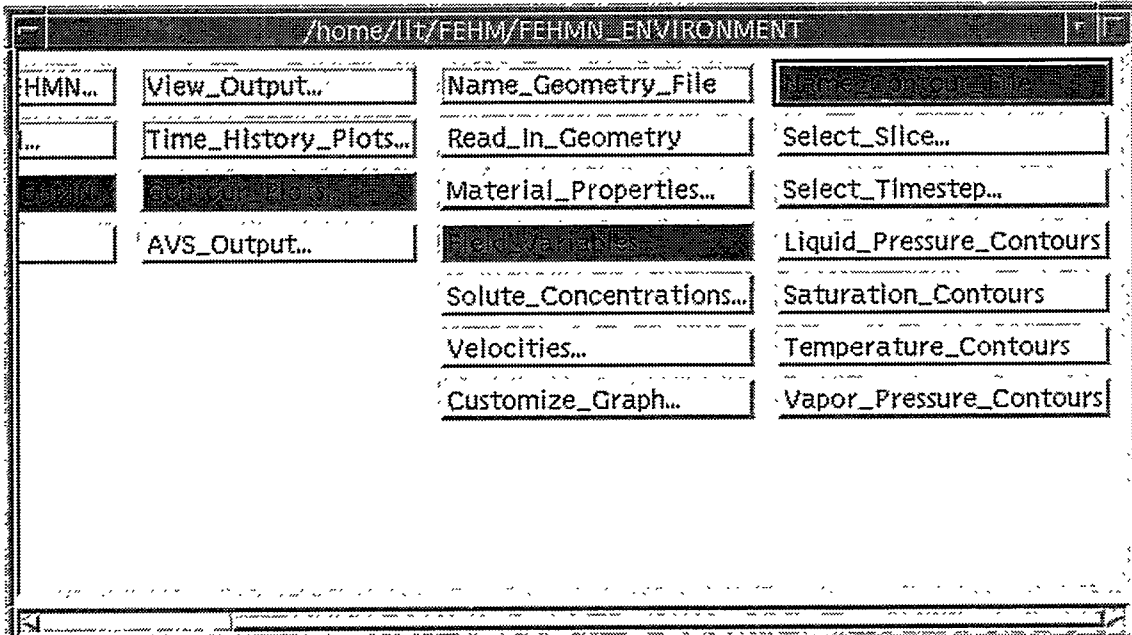 /home/llt/FEHM/FEHMN_ENVIRONMENT
HMN... View_Output... Name_Geometry_File
... Time_History_Plots... Read_In_Geometry Select_Slice...
Material_Properties... Select_Timestep...
AVS_Output... Field_Variables... Liquid_Pressure_Contours
Solute_Concentrations... Saturation_Contours
Velocities... Temperature_Contours
Customize_Graph... Vapor_Pressure_Contours